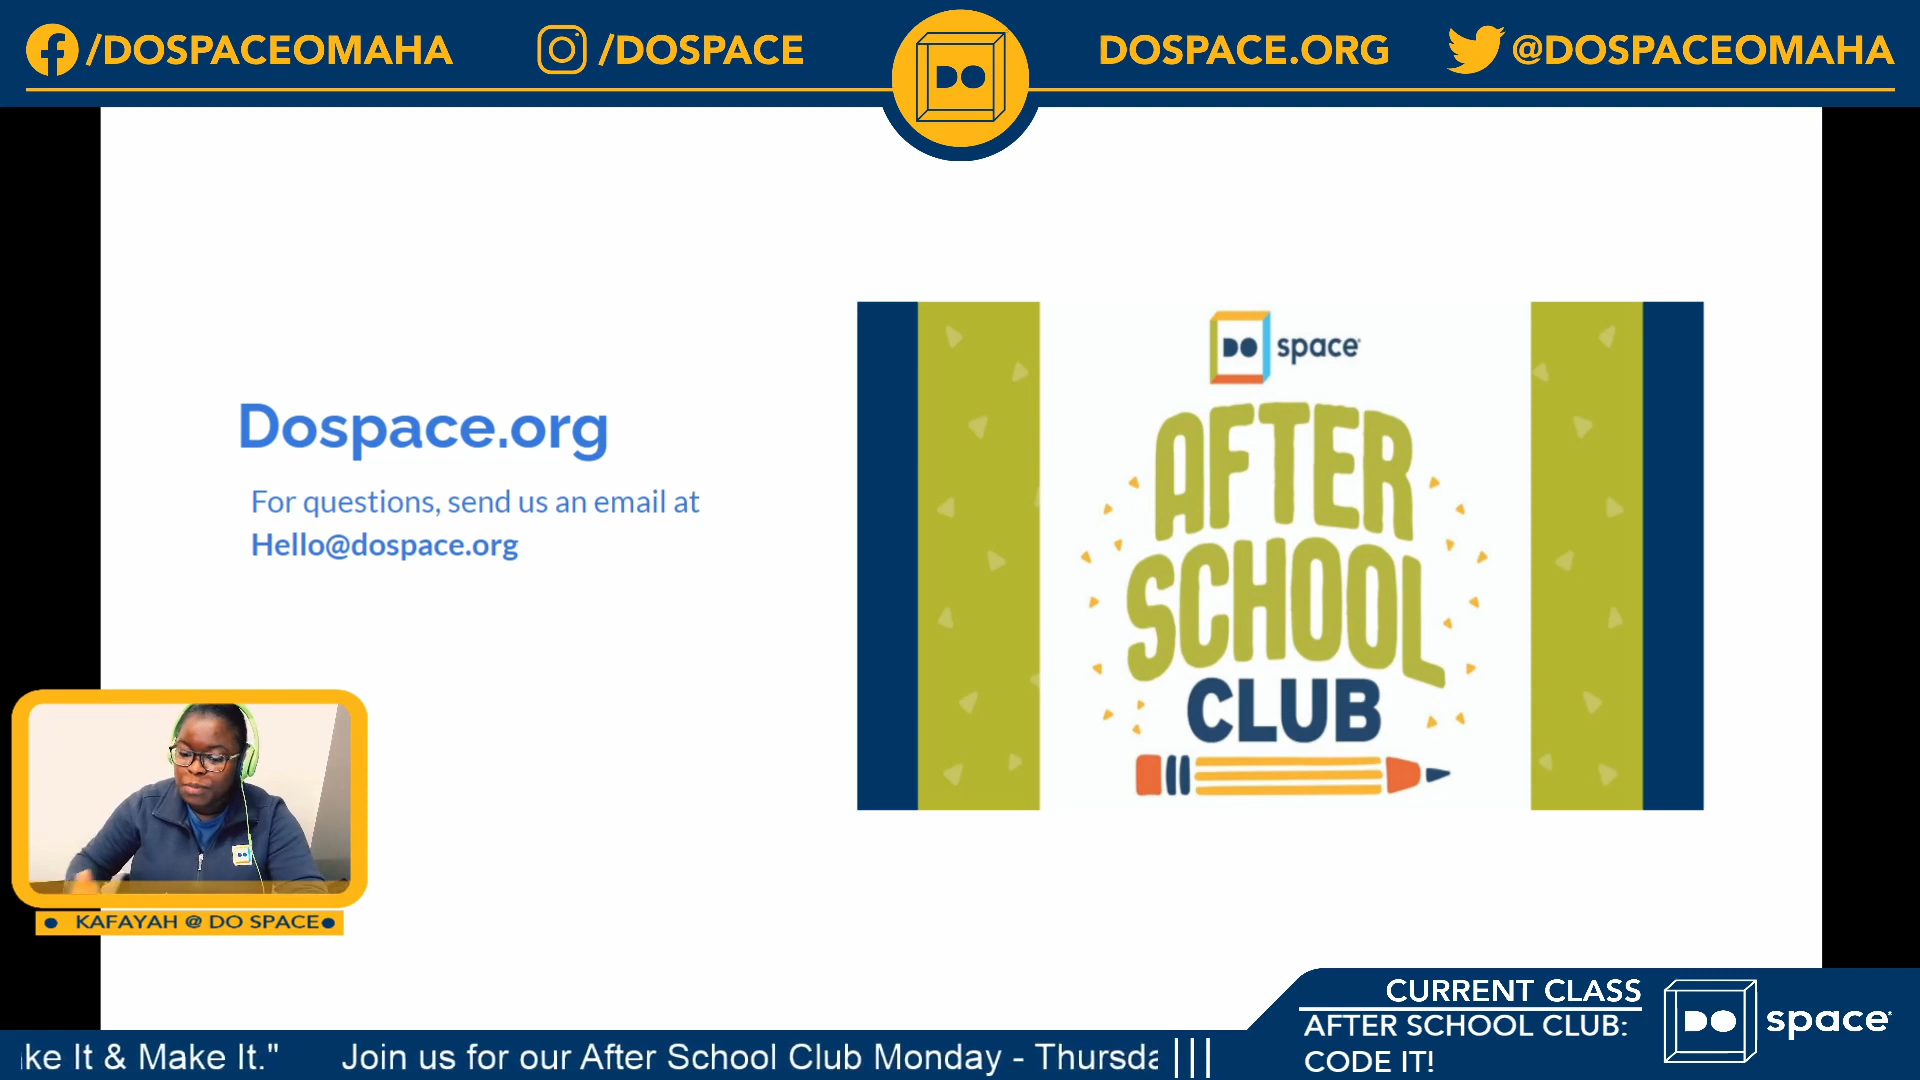 /DOSPACEOMAHA
/DOSPACE
DO
DOSPACE.ORG
@DOSPACEOMAHA
Dospace.org
For questions, send us an email at
Hello@dospace.org
DO space
AFTER
SCHOOL
CLUB
DO
KAFAYAH @ DO SPACE
CURRENT CLASS
AFTER SCHOOL CLUB:
CODE IT!
DO space
It & Make It." Join us for our After School Club Monday -